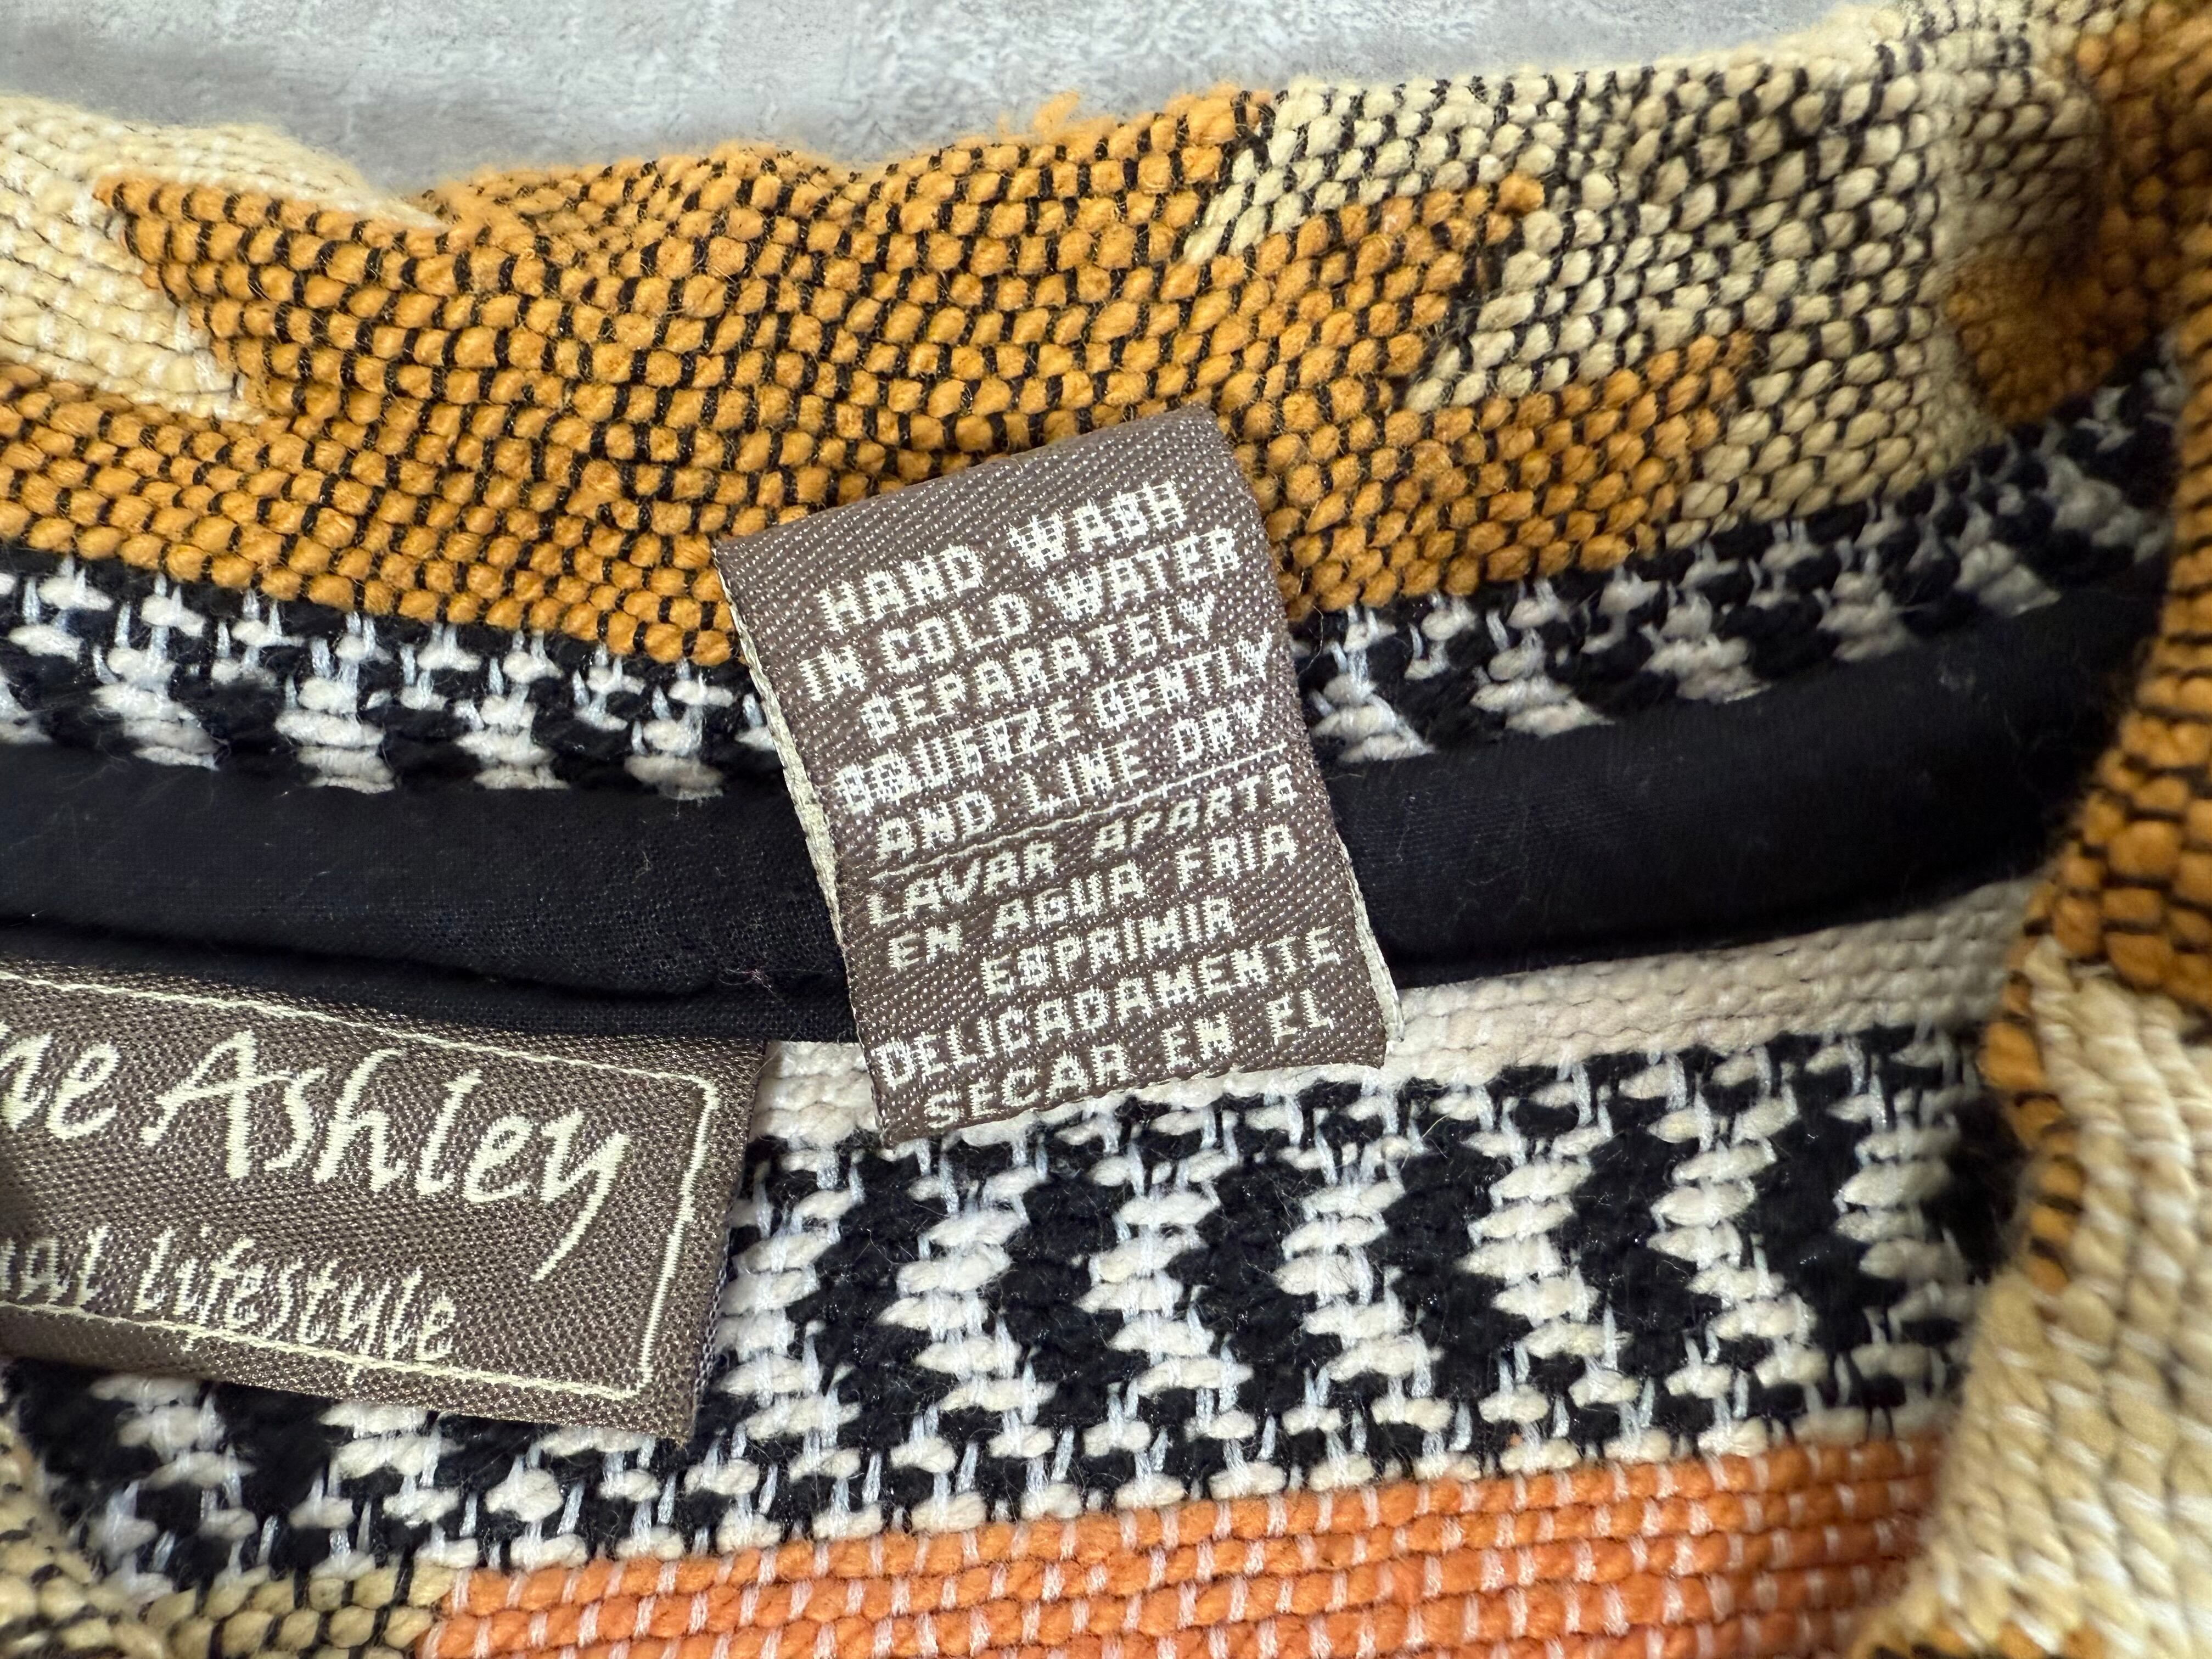 HAND WASH
IN COLD WATER
SEPARATELY
SQUEEZE GENTLY
AND LINE DRY
LAVAR APARTE
EN AGUA FRIA
ESPRIMIR
DELICADAMENTE
SECAR EN EL
Ashley
Lifestyle